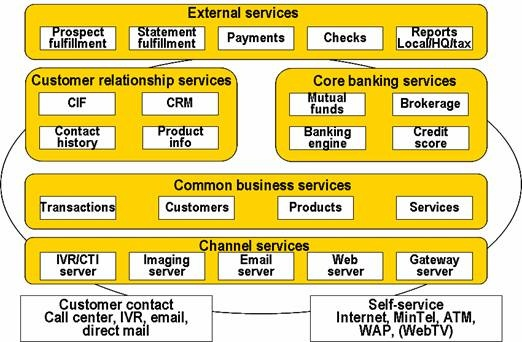 External services
Prospect fulfillment
Statement fulfillment
Payments
Checks
Reports Local/HQ/tax
Customer relationship services
CIF
CRM
Contact history
Product info
Core banking services
Mutual funds
Brokerage
Banking engine
Credit score
Common business services
Transactions
Customers
Products
Services
Channel services
IVR/CTI server
Imaging server
Email server
Web server
Gateway server
Customer contact
Call center, IVR, email,
direct mail
Self-service
Internet, MinTel, ATM,
WAP, (WebTV)